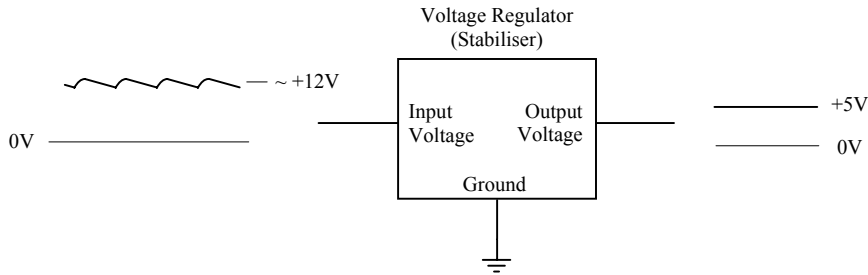 Voltage Regulator
(Stabiliser)
~ +12V
0V
Input
Voltage
Output
Voltage
Ground
+5V
0V